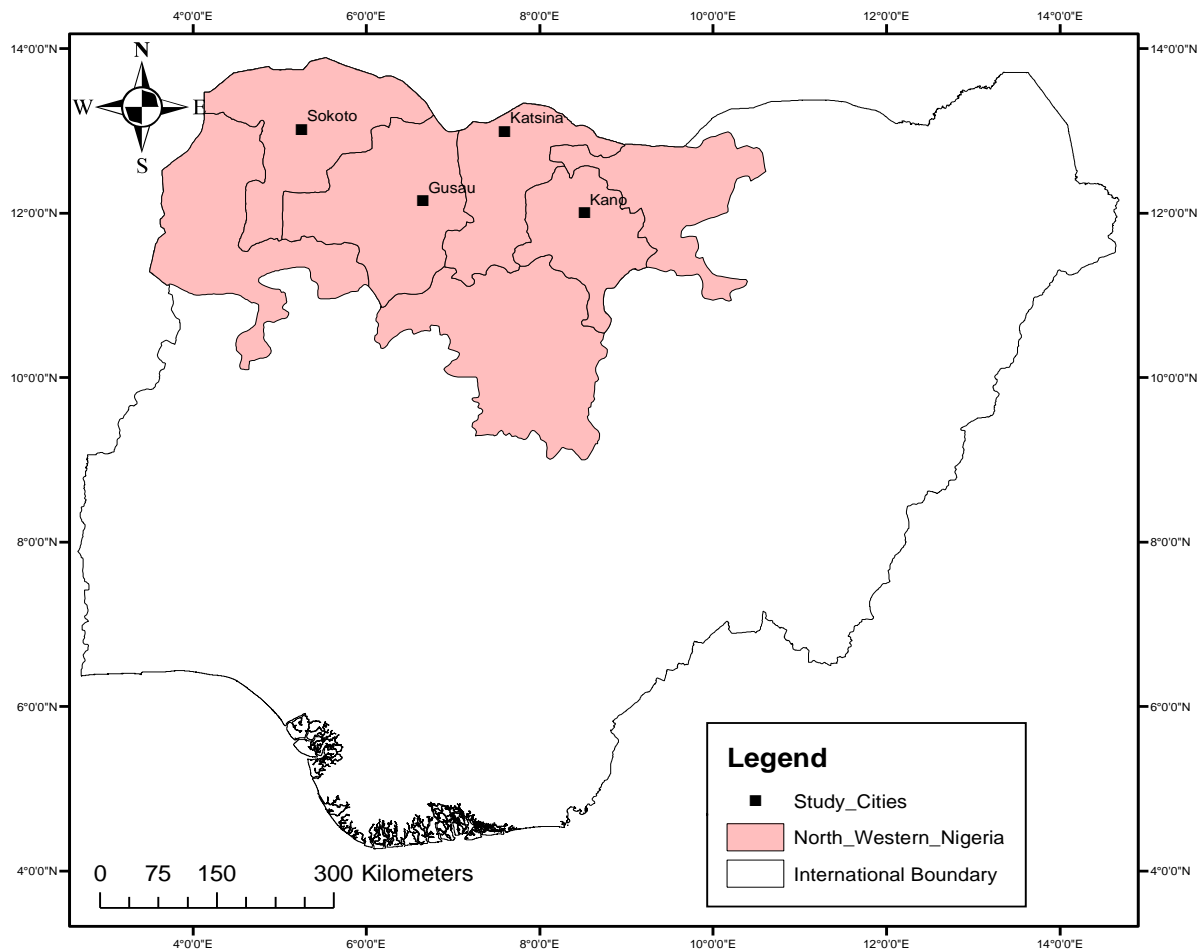 4°0'0"E 6°0'0"E 8°0'0"E 10°0'0"E 12°0'0"E 14°0'0"E
14°0'0"N 14°0'0"N
N
W E
S
Sokoto
Katsina
Gusau
Kano
12°0'0"N 12°0'0"N
10°0'0"N 10°0'0"N
8°0'0"N 8°0'0"N
6°0'0"N 6°0'0"N
Legend
Study_Cities
North_Western_Nigeria
International Boundary
0 75 150 300 Kilometers
4°0'0"N 4°0'0"N
4°0'0"E 6°0'0"E 8°0'0"E 10°0'0"E 12°0'0"E 14°0'0"E